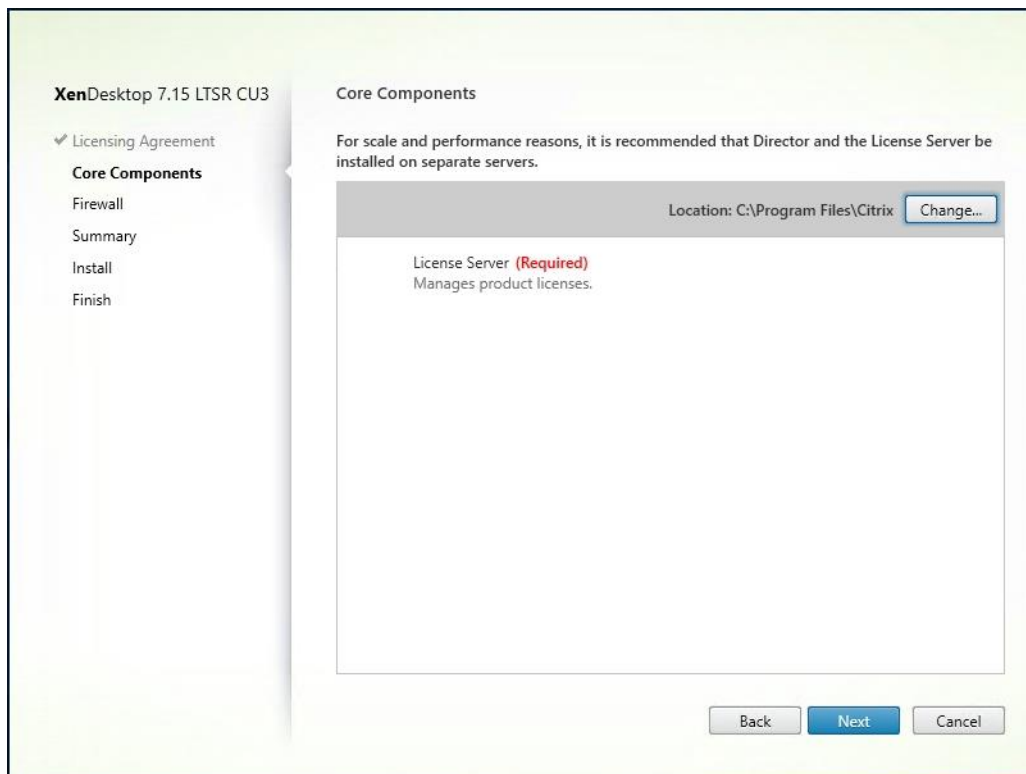 XenDesktop 7.15 LTSR CU3
Licensing Agreement
Core Components
Firewall
Summary
Install
Finish
Core Components
For scale and performance reasons, it is recommended that Director and the License Server be
installed on separate servers.
Location: C:\Program Files\Citrix
Change...
License Server (Required)
Manages product licenses.
Back
Next
Cancel